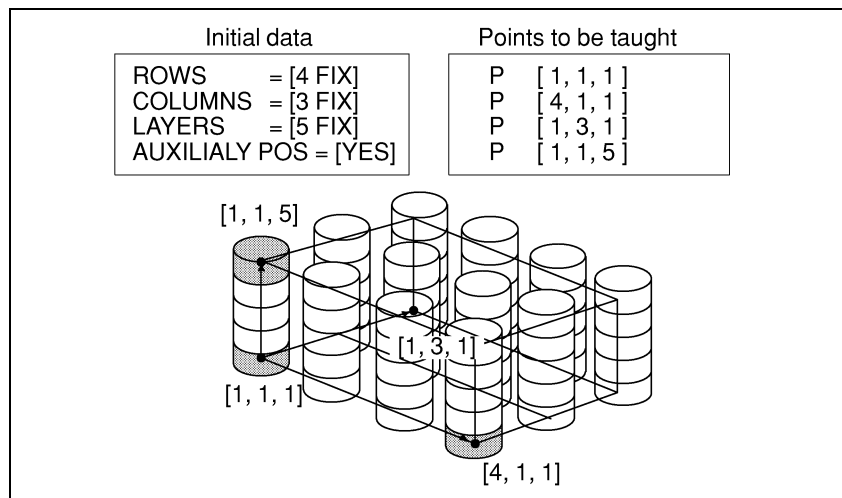 Initial data
ROWS = [4 FIX]
COLUMNS = [3 FIX]
LAYERS = [5 FIX]
AUXILIALY POS = [YES]
Points to be taught
P [ 1, 1, 1 ]
P [ 4, 1, 1 ]
P [ 1, 3, 1 ]
P [ 1, 1, 5 ]
[1, 1, 5]
[1, 3, 1]
[1, 1, 1]
[4, 1, 1]